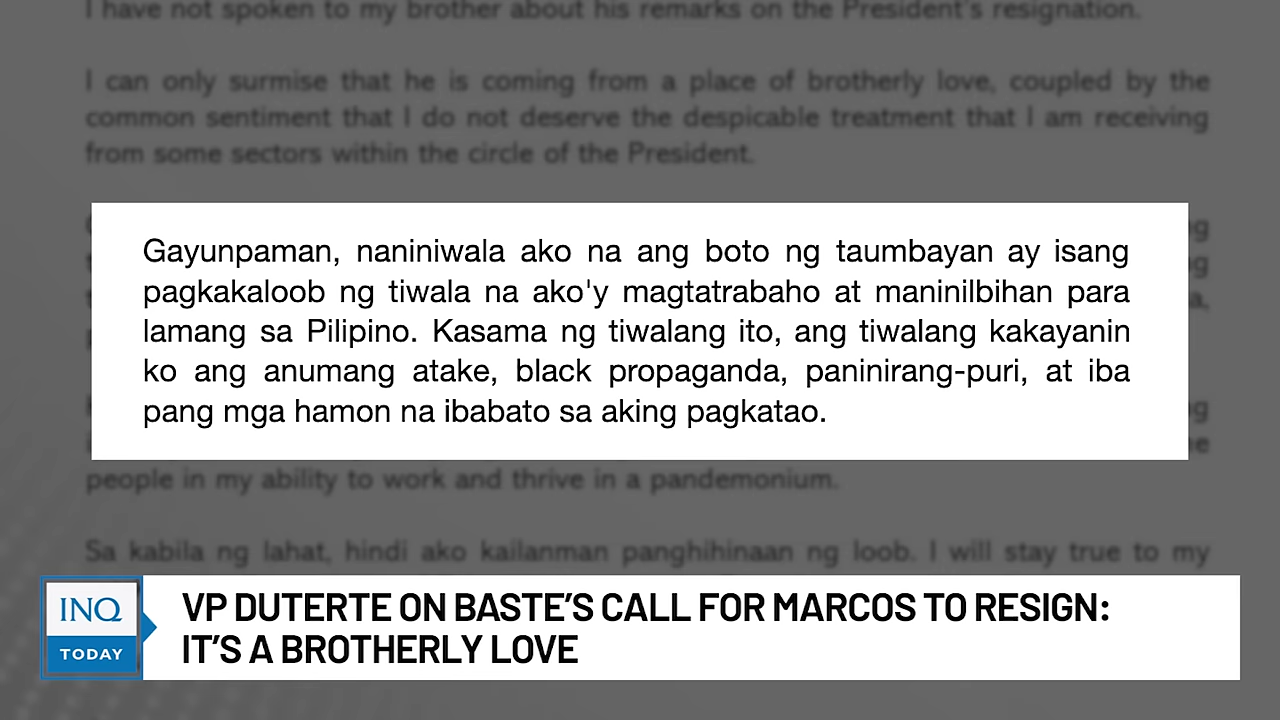 I have not spoken to my brother about his remarks on the President's resignation.
I can only surmise that he is coming from a place of brotherly love, coupled by the
common sentiment that I do not deserve the despicable treatment that I am receiving
from some sectors within the circle of the President.
Gayunpaman, naniniwala ako na ang boto ng taumbayan ay isang
pagkakaloob ng tiwala na ako'y magtatrabaho at maninilbihan para
lamang sa Pilipino. Kasama ng tiwalang ito, ang tiwalang kakayanin
ko ang anumang atake, black propaganda, paninirang-puri, at iba
pang mga hamon na ibabato sa aking pagkatao.
people in my ability to work and thrive in a pandemonium.
Sa kabila ng lahat, hindi ako kailanman panghihinaan ng loob. I will stay true to my
INQ
TODAY
VP DUTERTE ON BASTE'S CALL FOR MARCOS TO RESIGN:
IT'S A BROTHERLY LOVE